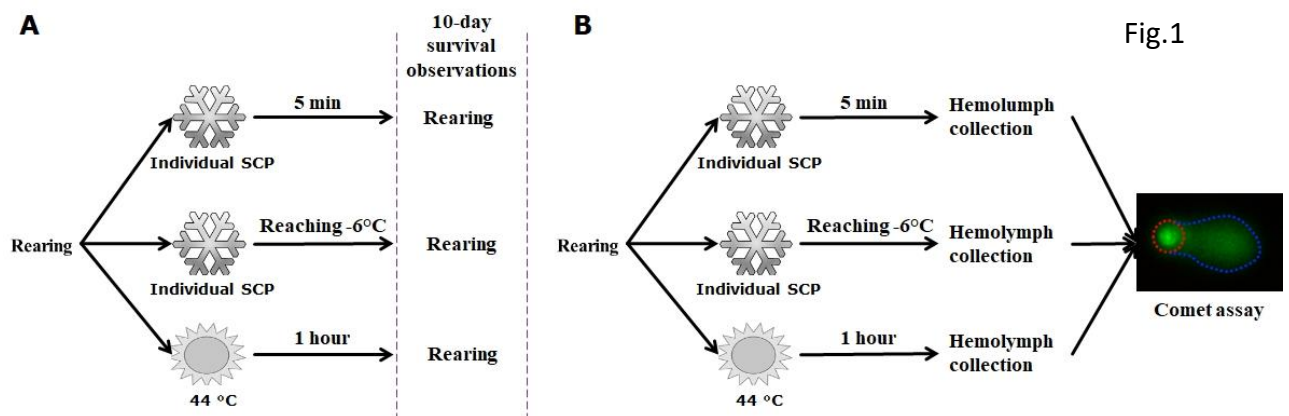 A
10-day
survival
observations
5 min
Rearing
Individual SCP
Rearing
Reaching -6°C
Rearing
Individual SCP
1 hour
Rearing
44 °C
B
Fig.1
5 min
Hemolumph
collection
Individual SCP
Rearing
Reaching -6°C
Hemolymph
collection
Individual SCP
Comet assay
1 hour
Hemolymph
collection
44 °C